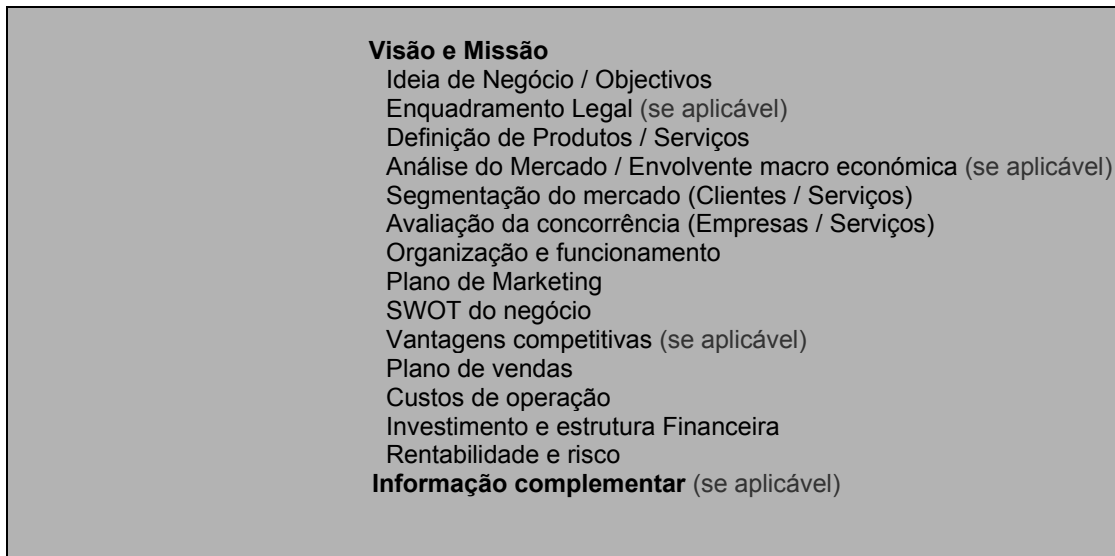 Visão e Missão
Ideia de Negócio / Objectivos
Enquadramento Legal (se aplicável)
Definição de Produtos / Serviços
Análise do Mercado / Envolvente macro económica (se aplicável)
Segmentação do mercado (Clientes / Serviços)
Avaliação da concorrência (Empresas / Serviços)
Organização e funcionamento
Plano de Marketing
SWOT do negócio
Vantagens competitivas (se aplicável)
Plano de vendas
Custos de operação
Investimento e estrutura Financeira
Rentabilidade e risco
Informação complementar (se aplicável)